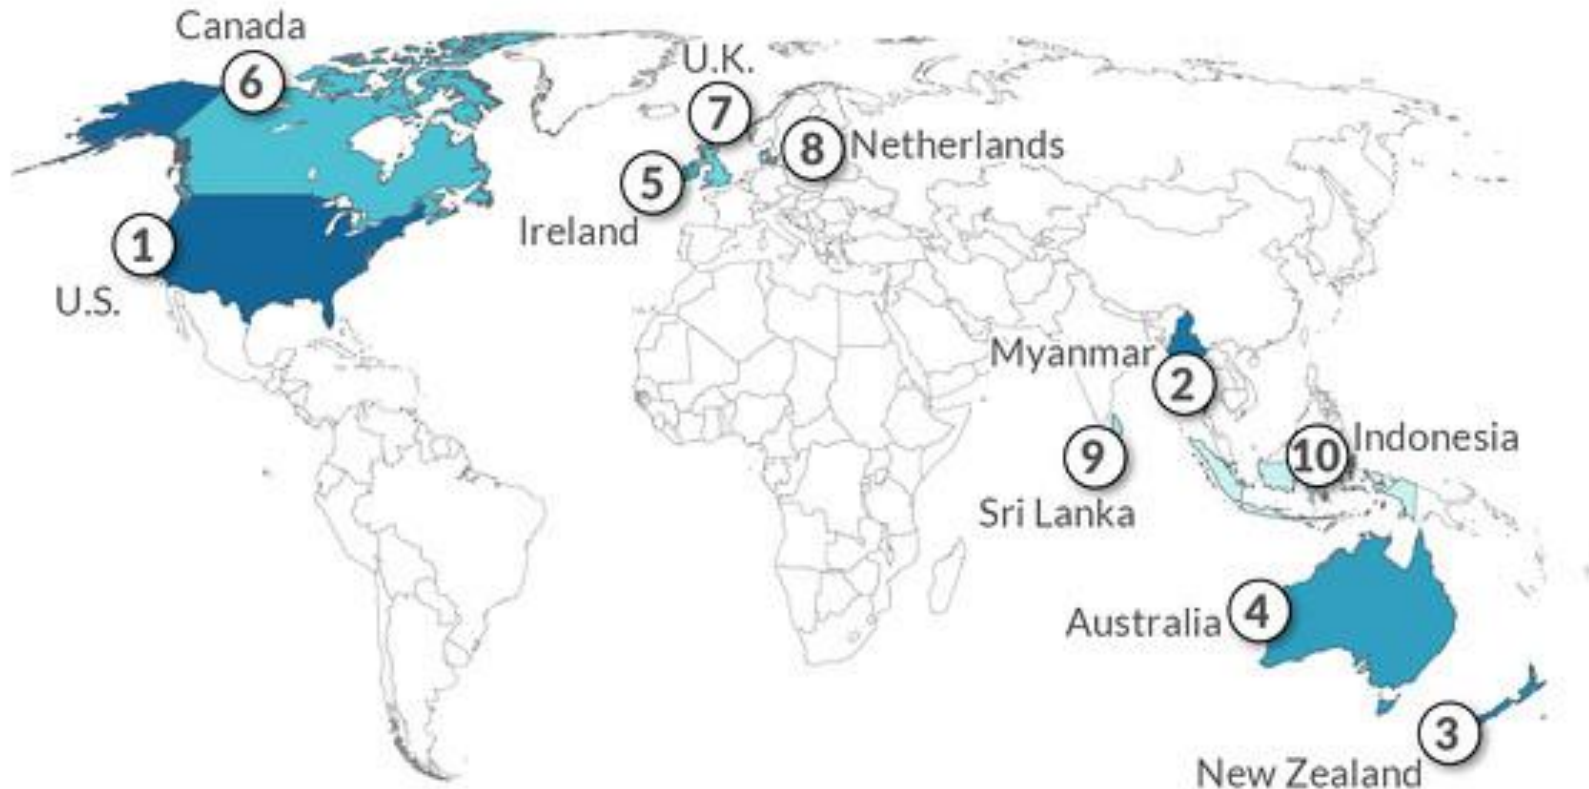 Canada
6
U.K.
7
8 Netherlands
5
Ireland
1
U.S.
Myanmar
2
10 Indonesia
9
Sri Lanka
Australia 4
3
New Zealand